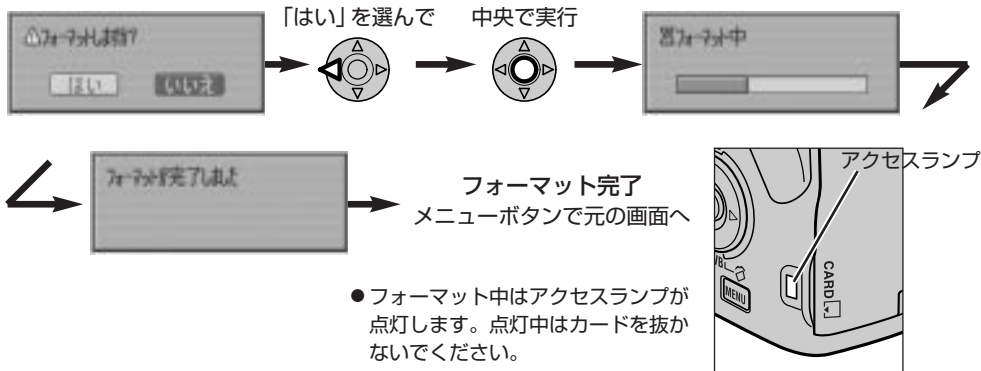 「はい」を選んで
中央で実行
フォーマットしますか?
はい
いいえ
フォーマット中
フォーマットが完了しました
フォーマット完了
メニューボタンで元の画面へ
アクセスランプ
MENU
CARD
●フォーマット中はアクセスランプが
点灯します。点灯中はカードを抜か
ないでください。